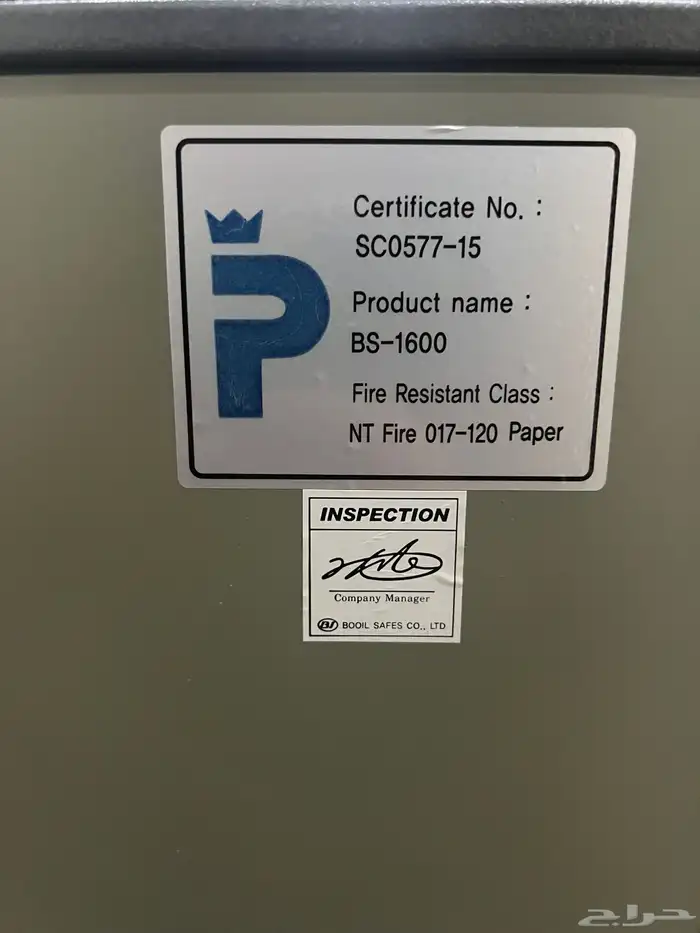 Certificate No. :
SC0577-15
Product name :
BS-1600
Fire Resistant Class :
NT Fire 017-120 Paper
INSPECTION
Company Manager
BI BOOIL SAFES CO., LTD
حراج